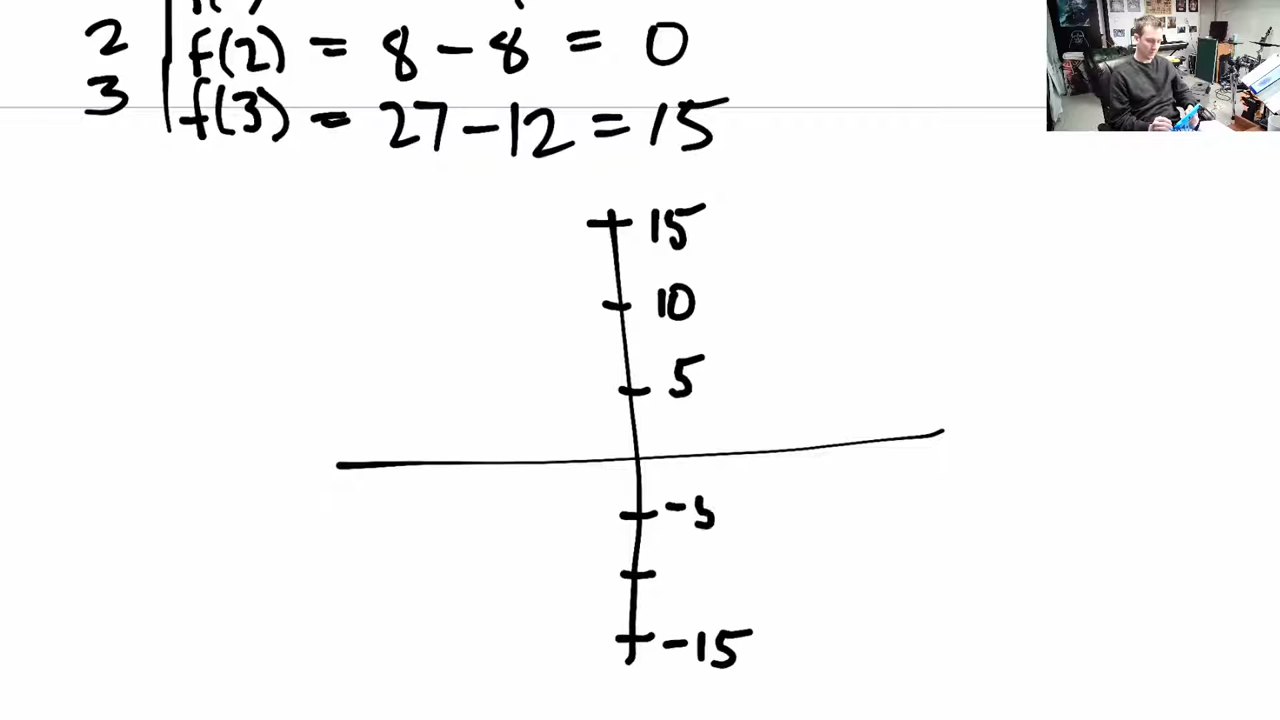 2 f(2) = 8 - 8 = 0
3 f(3) = 27 - 12 = 15
15
10
5
-5
-15